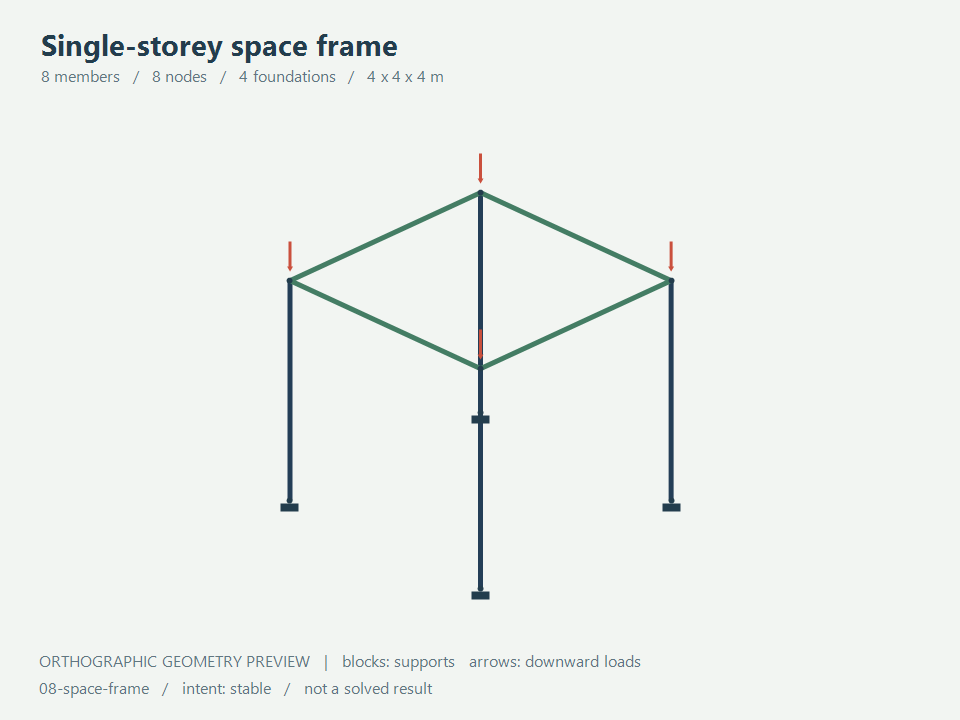 Single-storey space frame
8 members / 8 nodes / 4 foundations / 4 x 4 x 4 m
ORTHOGRAPHIC GEOMETRY PREVIEW | blocks: supports arrows: downward loads
08-space-frame / intent: stable / not a solved result